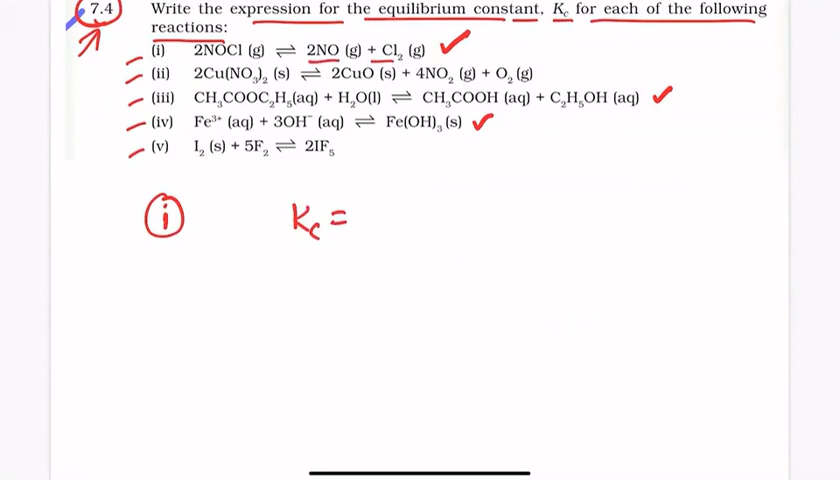 7.4 Write the expression for the equilibrium constant, Kc for each of the following
reactions:
(i) 2NOCl (g) ⇌ 2NO (g) + Cl₂ (g)
(ii) 2Cu(NO₃)₂ (s) ⇌ 2CuO (s) + 4NO₂ (g) + O₂ (g)
(iii) CH₃COOC₂H₅(aq) + H₂O(l) ⇌ CH₃COOH (aq) + C₂H₅OH (aq)
(iv) Fe³⁺ (aq) + 3OH⁻ (aq) ⇌ Fe(OH)₃ (s)
(v) I₂ (s) + 5F₂ ⇌ 2IF₅
i Kc =